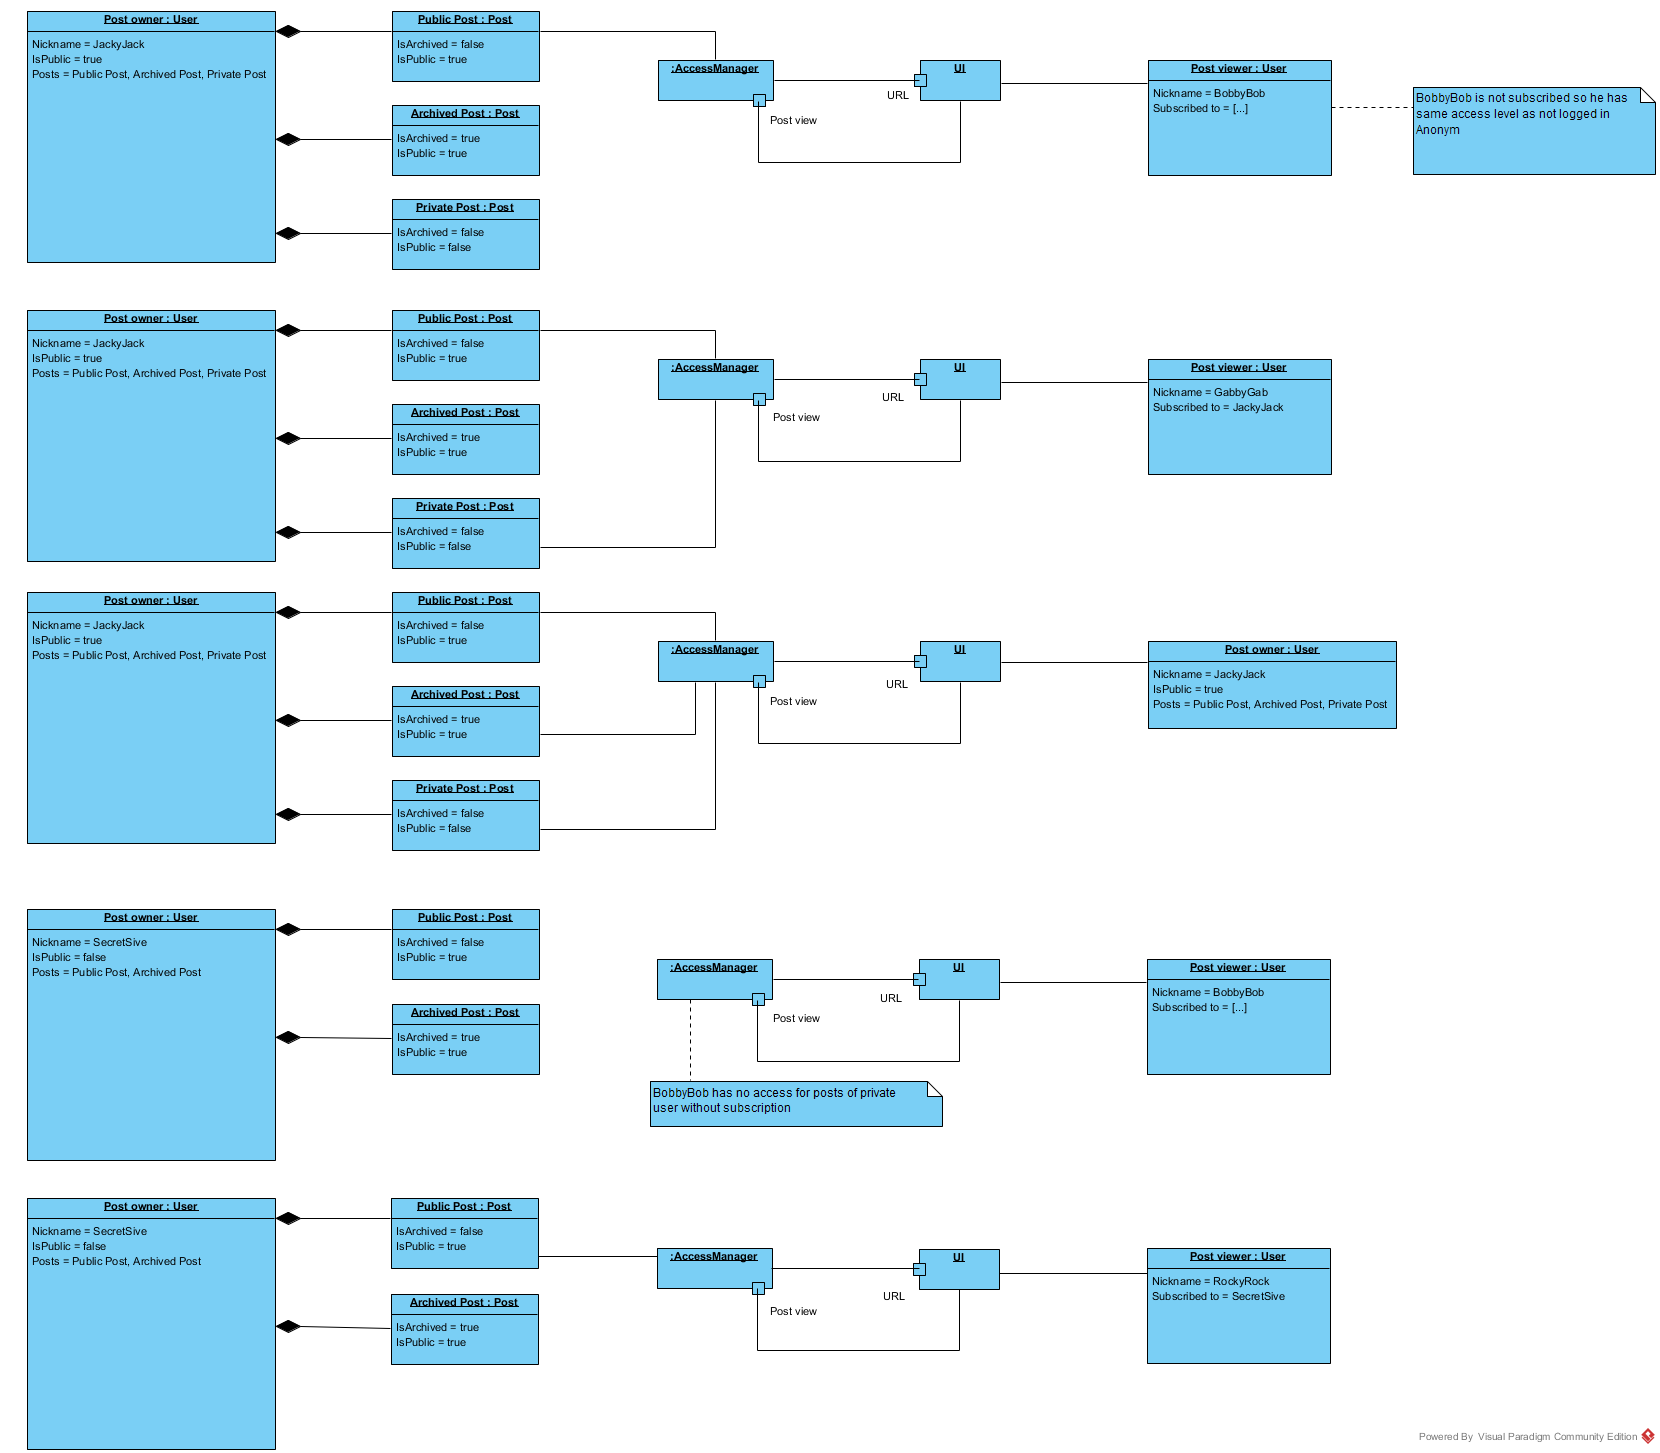 Post owner : User
Nickname = JackyJack
IsPublic = true
Posts = Public Post, Archived Post, Private Post
Public Post : Post
IsArchived = false
IsPublic = true
Archived Post : Post
IsArchived = true
IsPublic = true
Private Post : Post
IsArchived = false
IsPublic = false
:AccessManager
Post view
URL
UI
Post viewer : User
Nickname = BobbyBob
Subscribed to = [...]
BobbyBob is not subscribed so he has
same access level as not logged in
Anonym
Post owner : User
Nickname = JackyJack
IsPublic = true
Posts = Public Post, Archived Post, Private Post
Public Post : Post
IsArchived = false
IsPublic = true
Archived Post : Post
IsArchived = true
IsPublic = true
Private Post : Post
IsArchived = false
IsPublic = false
:AccessManager
Post view
URL
UI
Post viewer : User
Nickname = GabbyGab
Subscribed to = JackyJack
Post owner : User
Nickname = JackyJack
IsPublic = true
Posts = Public Post, Archived Post, Private Post
Public Post : Post
IsArchived = false
IsPublic = true
Archived Post : Post
IsArchived = true
IsPublic = true
Private Post : Post
IsArchived = false
IsPublic = false
:AccessManager
Post view
URL
UI
Post owner : User
Nickname = JackyJack
IsPublic = true
Posts = Public Post, Archived Post, Private Post
Post owner : User
Nickname = SecretSive
IsPublic = false
Posts = Public Post, Archived Post
Public Post : Post
IsArchived = false
IsPublic = true
Archived Post : Post
IsArchived = true
IsPublic = true
:AccessManager
Post view
URL
UI
Post viewer : User
Nickname = BobbyBob
Subscribed to = [...]
BobbyBob has no access for posts of private
user without subscription
Post owner : User
Nickname = SecretSive
IsPublic = false
Posts = Public Post, Archived Post
Public Post : Post
IsArchived = false
IsPublic = true
Archived Post : Post
IsArchived = true
IsPublic = true
:AccessManager
Post view
URL
UI
Post viewer : User
Nickname = RockyRock
Subscribed to = SecretSive
Powered By Visual Paradigm Community Edition